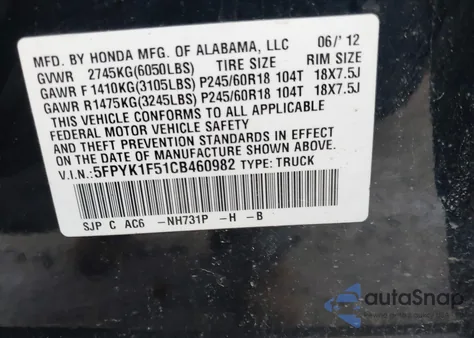 MFD. BY HONDA MFG. OF ALABAMA, LLC 06/'12
GVWR 2745KG(6050LBS) TIRE SIZE RIM SIZE
GAWR F 1410KG(3105LBS) P245/60R18 104T 18X7.5J
GAWR R1475KG(3245LBS) P245/60R18 104T 18X7.5J
THIS VEHICLE CONFORMS TO ALL APPLICABLE
FEDERAL MOTOR VEHICLE SAFETY
AND THEFT PREVENTION STANDARDS IN EFFECT
ON THE DATE OF MANUFACTURE SHOWN ABOVE.
V.I.N.:5FPYK1F51CB460982 TYPE: TRUCK
SJP C AC6 -NH731P -H -B
autoSnap